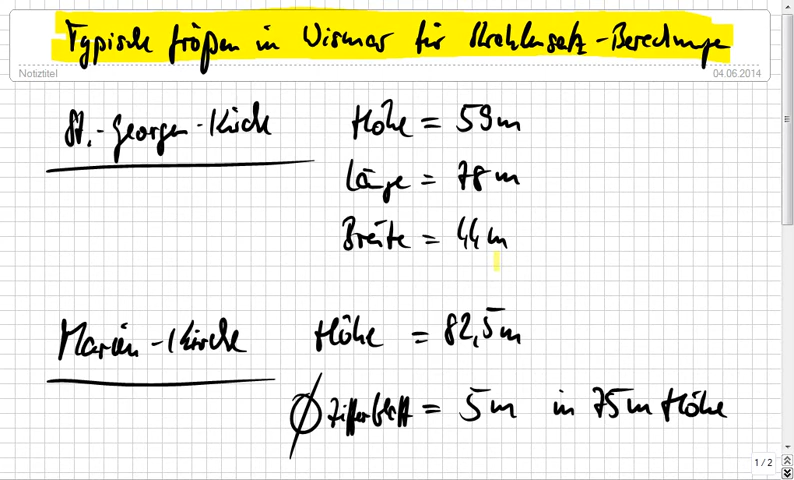 Typische Größen in Wismar für Strahlensatz-Berechnungen
Notiztitel
04.06.2014
St.-Georgen-Kirche
Höhe = 59m
Länge = 78m
Breite = 44m
Marien-Kirche
Höhe = 82,5m
Ø Zifferblatt = 5m in 75m Höhe
1 / 2